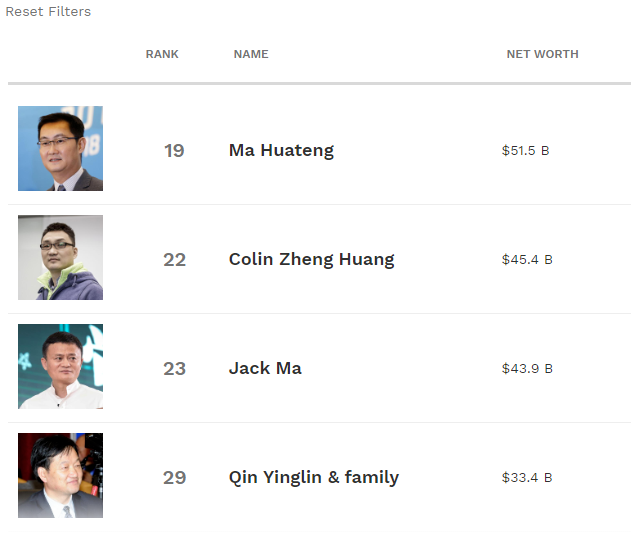 Reset Filters
RANK NAME NET WORTH
19 Ma Huateng $51.5 B
22 Colin Zheng Huang $45.4 B
23 Jack Ma $43.9 B
29 Qin Yinglin & family $33.4 B